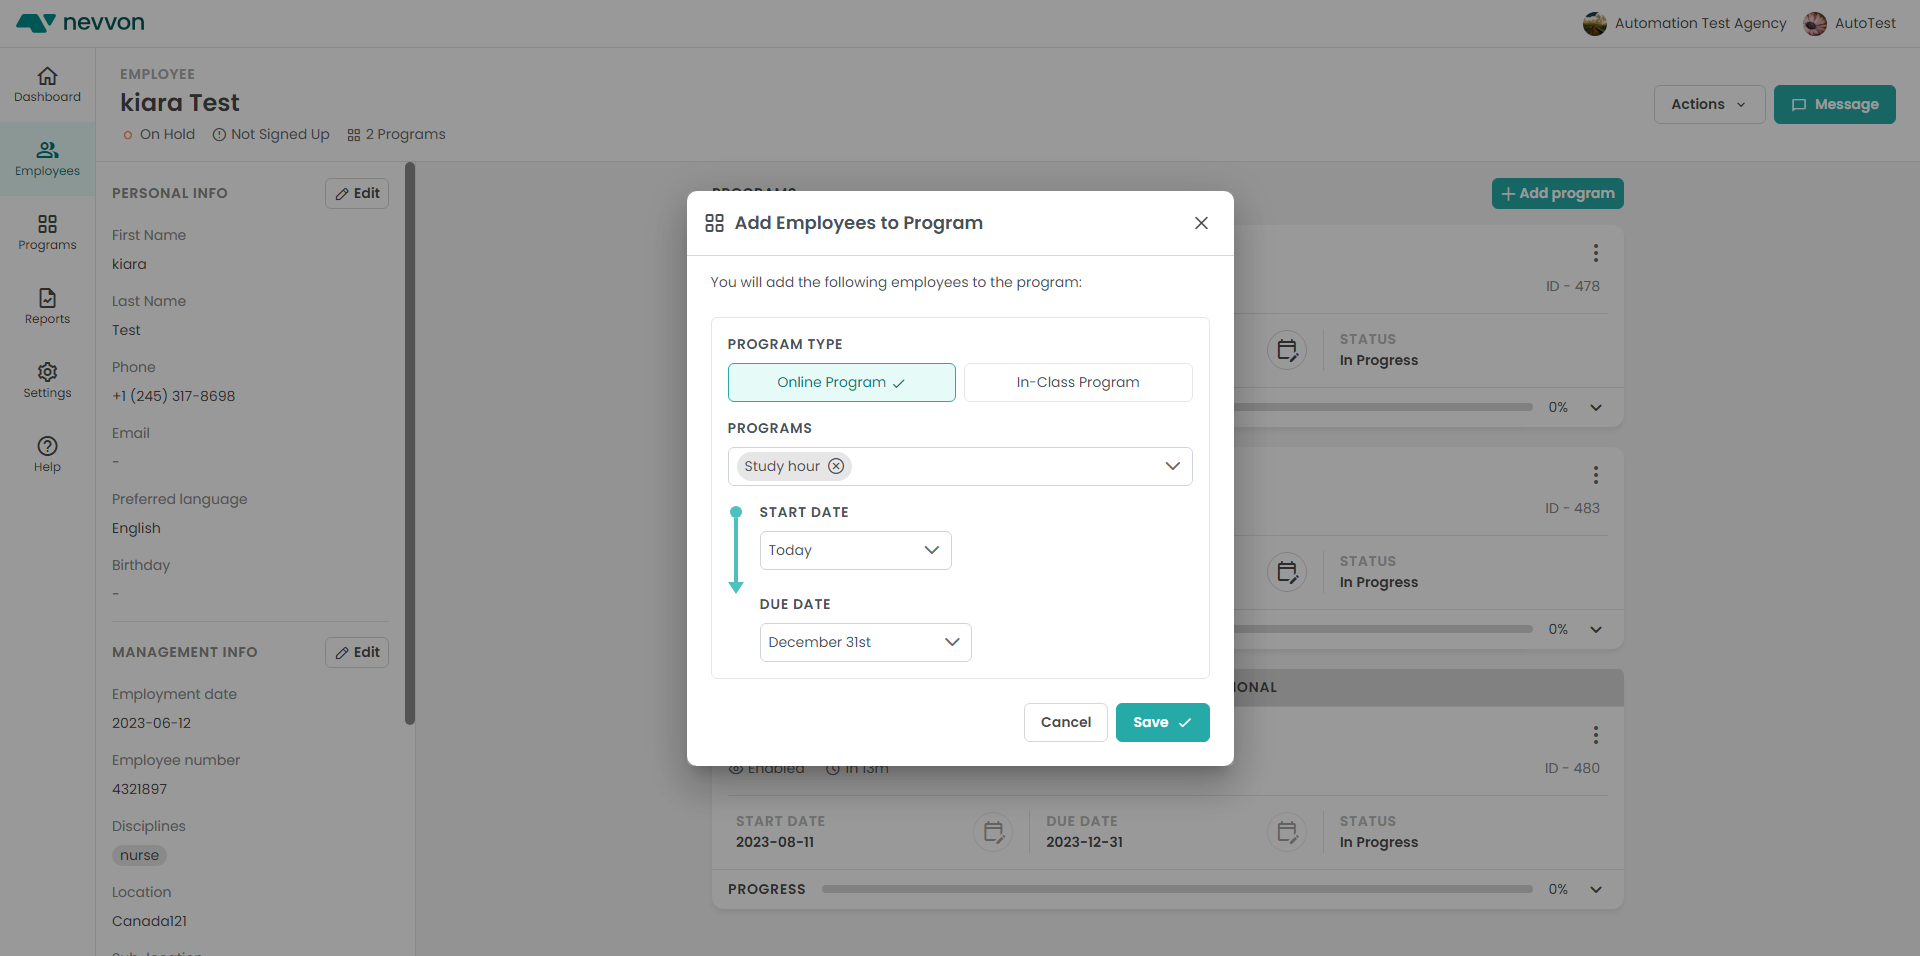 nevvon
Automation Test Agency
AutoTest
Dashboard
Employees
Programs
Reports
Settings
Help
EMPLOYEE
kiara Test
On Hold
Not Signed Up
2 Programs
Actions
Message
PERSONAL INFO
Edit
First Name
kiara
Last Name
Test
Phone
+1 (245) 317-8698
Email
-
Preferred language
English
Birthday
-
MANAGEMENT INFO
Edit
Employment date
2023-06-12
Employee number
4321897
Disciplines
nurse
Location
Canada121
PROGRAMS
+ Add program
Add Employees to Program
You will add the following employees to the program:
PROGRAM TYPE
Online Program
In-Class Program
PROGRAMS
Study hour
START DATE
Today
DUE DATE
December 31st
Cancel
Save
ID - 478
STATUS
In Progress
0%
ID - 483
STATUS
In Progress
0%
IONAL
Enabled
In 13m
ID - 480
START DATE
2023-08-11
DUE DATE
2023-12-31
STATUS
In Progress
PROGRESS
0%